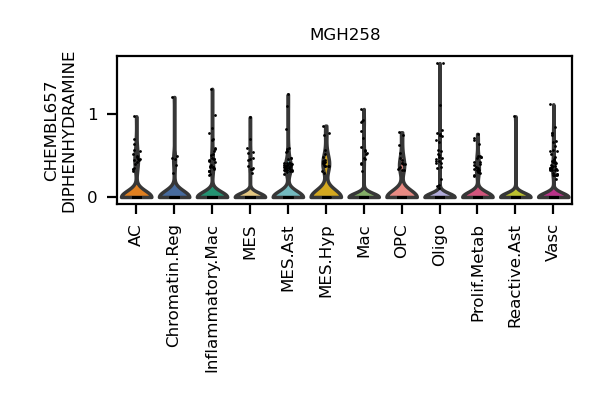 MGH258
CHEMBL657
DIPHENHYDRAMINE
1
0
AC
Chromatin.Reg
Inflammatory.Mac
MES
MES.Ast
MES.Hyp
Mac
OPC
Oligo
Prolif.Metab
Reactive.Ast
Vasc